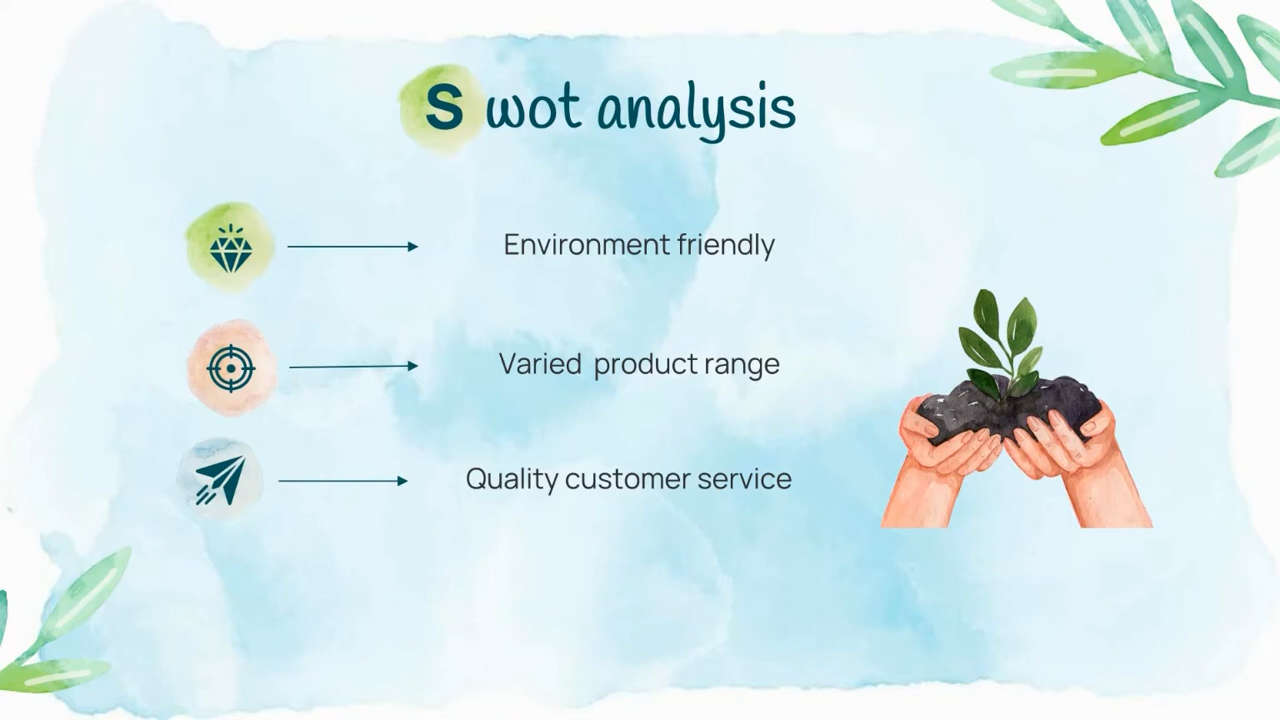 S wot analysis
Environment friendly
Varied product range
Quality customer service